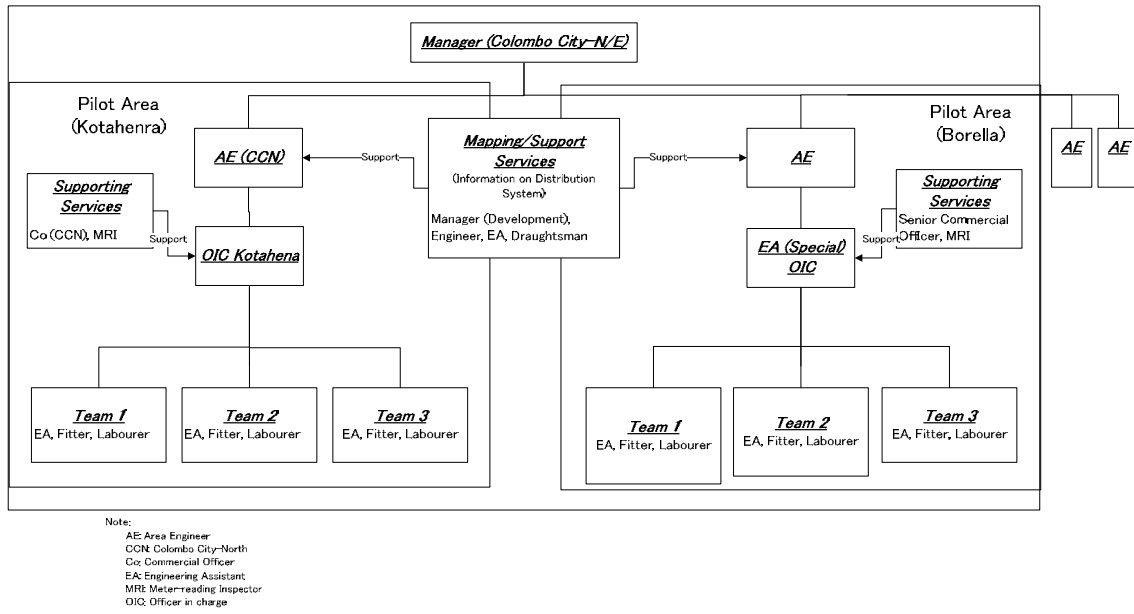 Manager (Colombo City-N/E)
Pilot Area
(Kotahenra)
Pilot Area
(Borella)
AE (CCN)
Support
Mapping/Support
Services
(Information on Distribution
System)
Manager (Development),
Engineer, EA, Draughtsman
Support
AE
AE
AE
Supporting
Services
Co (CCN), MRI
Support
OIC Kotahena
Supporting
Services
Senior Commercial
Officer, MRI
Support
EA (Special)
OIC
Team 1
EA, Fitter, Labourer
Team 2
EA, Fitter, Labourer
Team 3
EA, Fitter, Labourer
Team 1
EA, Fitter, Labourer
Team 2
EA, Fitter, Labourer
Team 3
EA, Fitter, Labourer
Note:
AE: Area Engineer
CCN: Colombo City-North
Co: Commercial Officer
EA: Engineering Assistant
MRI: Meter-reading Inspector
OIC: Officer in charge